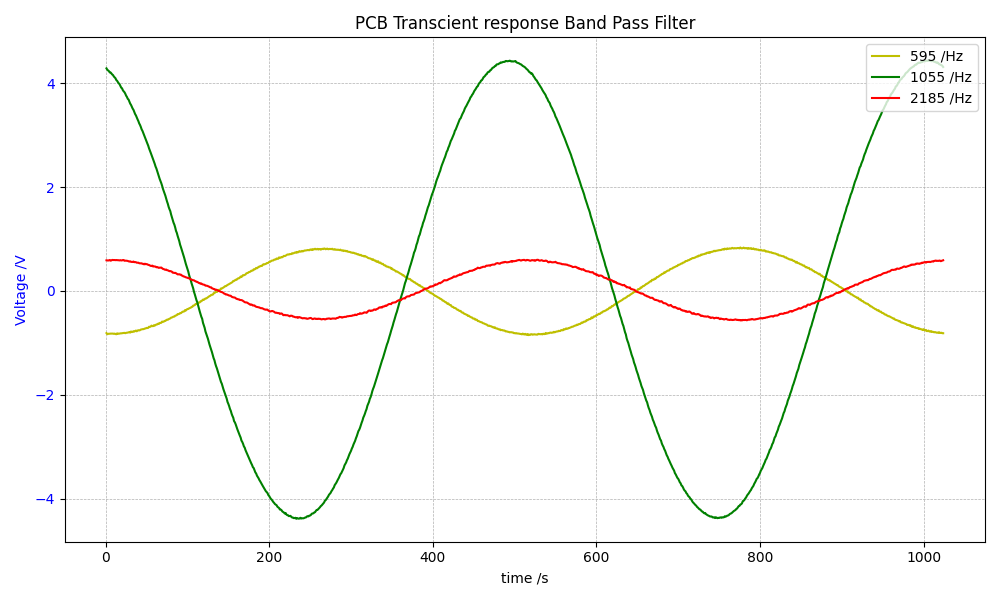 PCB Transcient response Band Pass Filter
595 /Hz
1055 /Hz
2185 /Hz
Voltage /V
4
2
0
−2
−4
0 200 400 600 800 1000
time /s